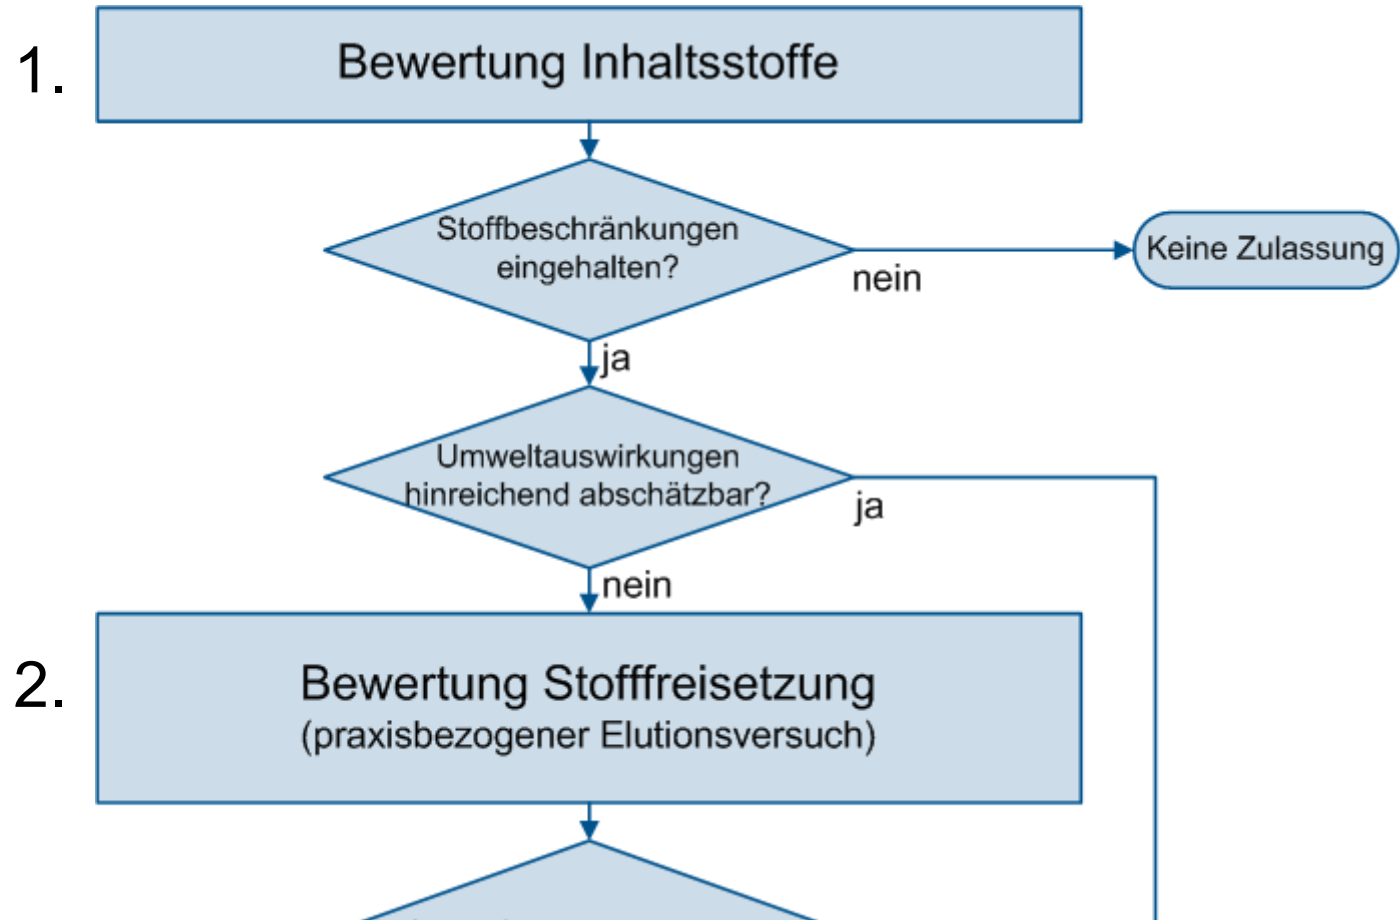 1.
Bewertung Inhaltsstoffe
Stoffbeschränkungen
eingehalten?
nein
Keine Zulassung
ja
Umweltauswirkungen
hinreichend abschätzbar?
ja
nein
2.
Bewertung Stofffreisetzung
(praxisbezogener Elutionsversuch)